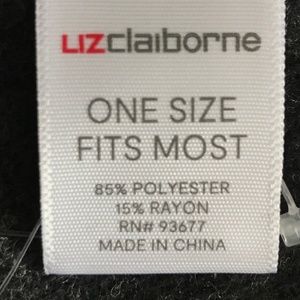 LIZclaiborne
ONE SIZE
FITS MOST
85% POLYESTER
15% RAYON
RN# 93677
MADE IN CHINA